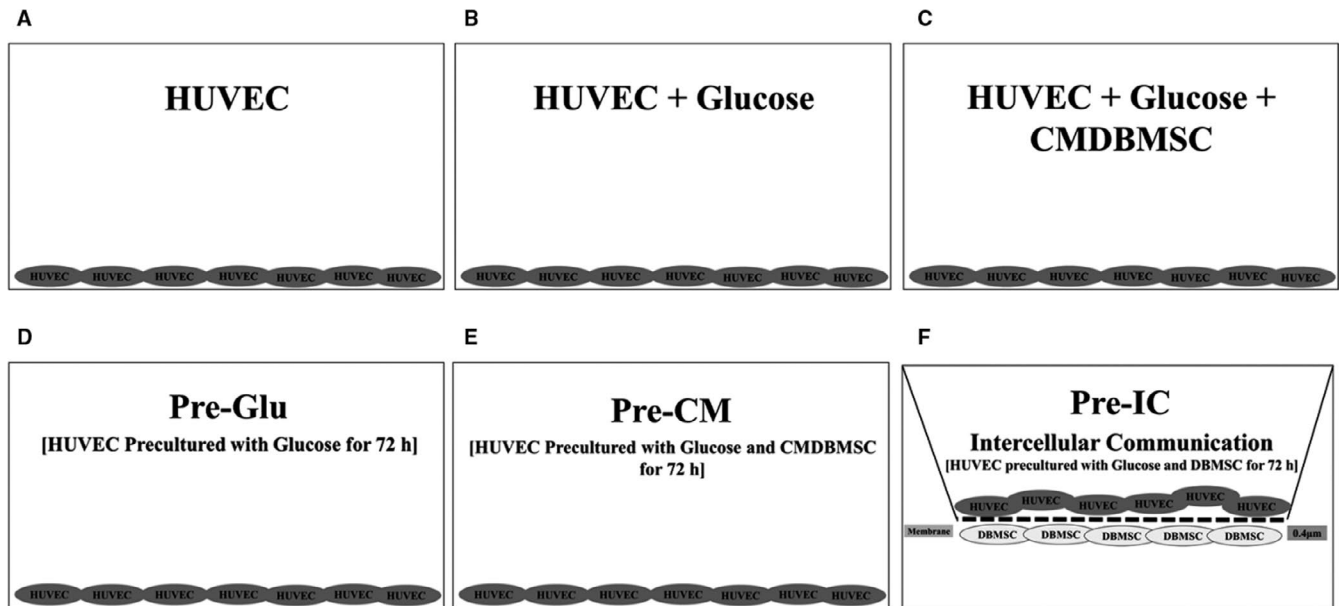 A
B
C
HUVEC
HUVEC + Glucose
HUVEC + Glucose +
CMDBMSC
HUVEC HUVEC HUVEC HUVEC HUVEC HUVEC HUVEC
HUVEC HUVEC HUVEC HUVEC HUVEC HUVEC HUVEC
HUVEC HUVEC HUVEC HUVEC HUVEC HUVEC HUVEC
D
E
F
Pre-Glu
[HUVEC Precultured with Glucose for 72 h]
Pre-CM
[HUVEC Precultured with Glucose and CMDBMSC
for 72 h]
Pre-IC
Intercellular Communication
[HUVEC precultured with Glucose and DBMSC for 72 h]
HUVEC HUVEC HUVEC HUVEC HUVEC HUVEC
Membrane
0.4µm
DBMSC DBMSC DBMSC DBMSC DBMSC
HUVEC HUVEC HUVEC HUVEC HUVEC HUVEC HUVEC
HUVEC HUVEC HUVEC HUVEC HUVEC HUVEC HUVEC